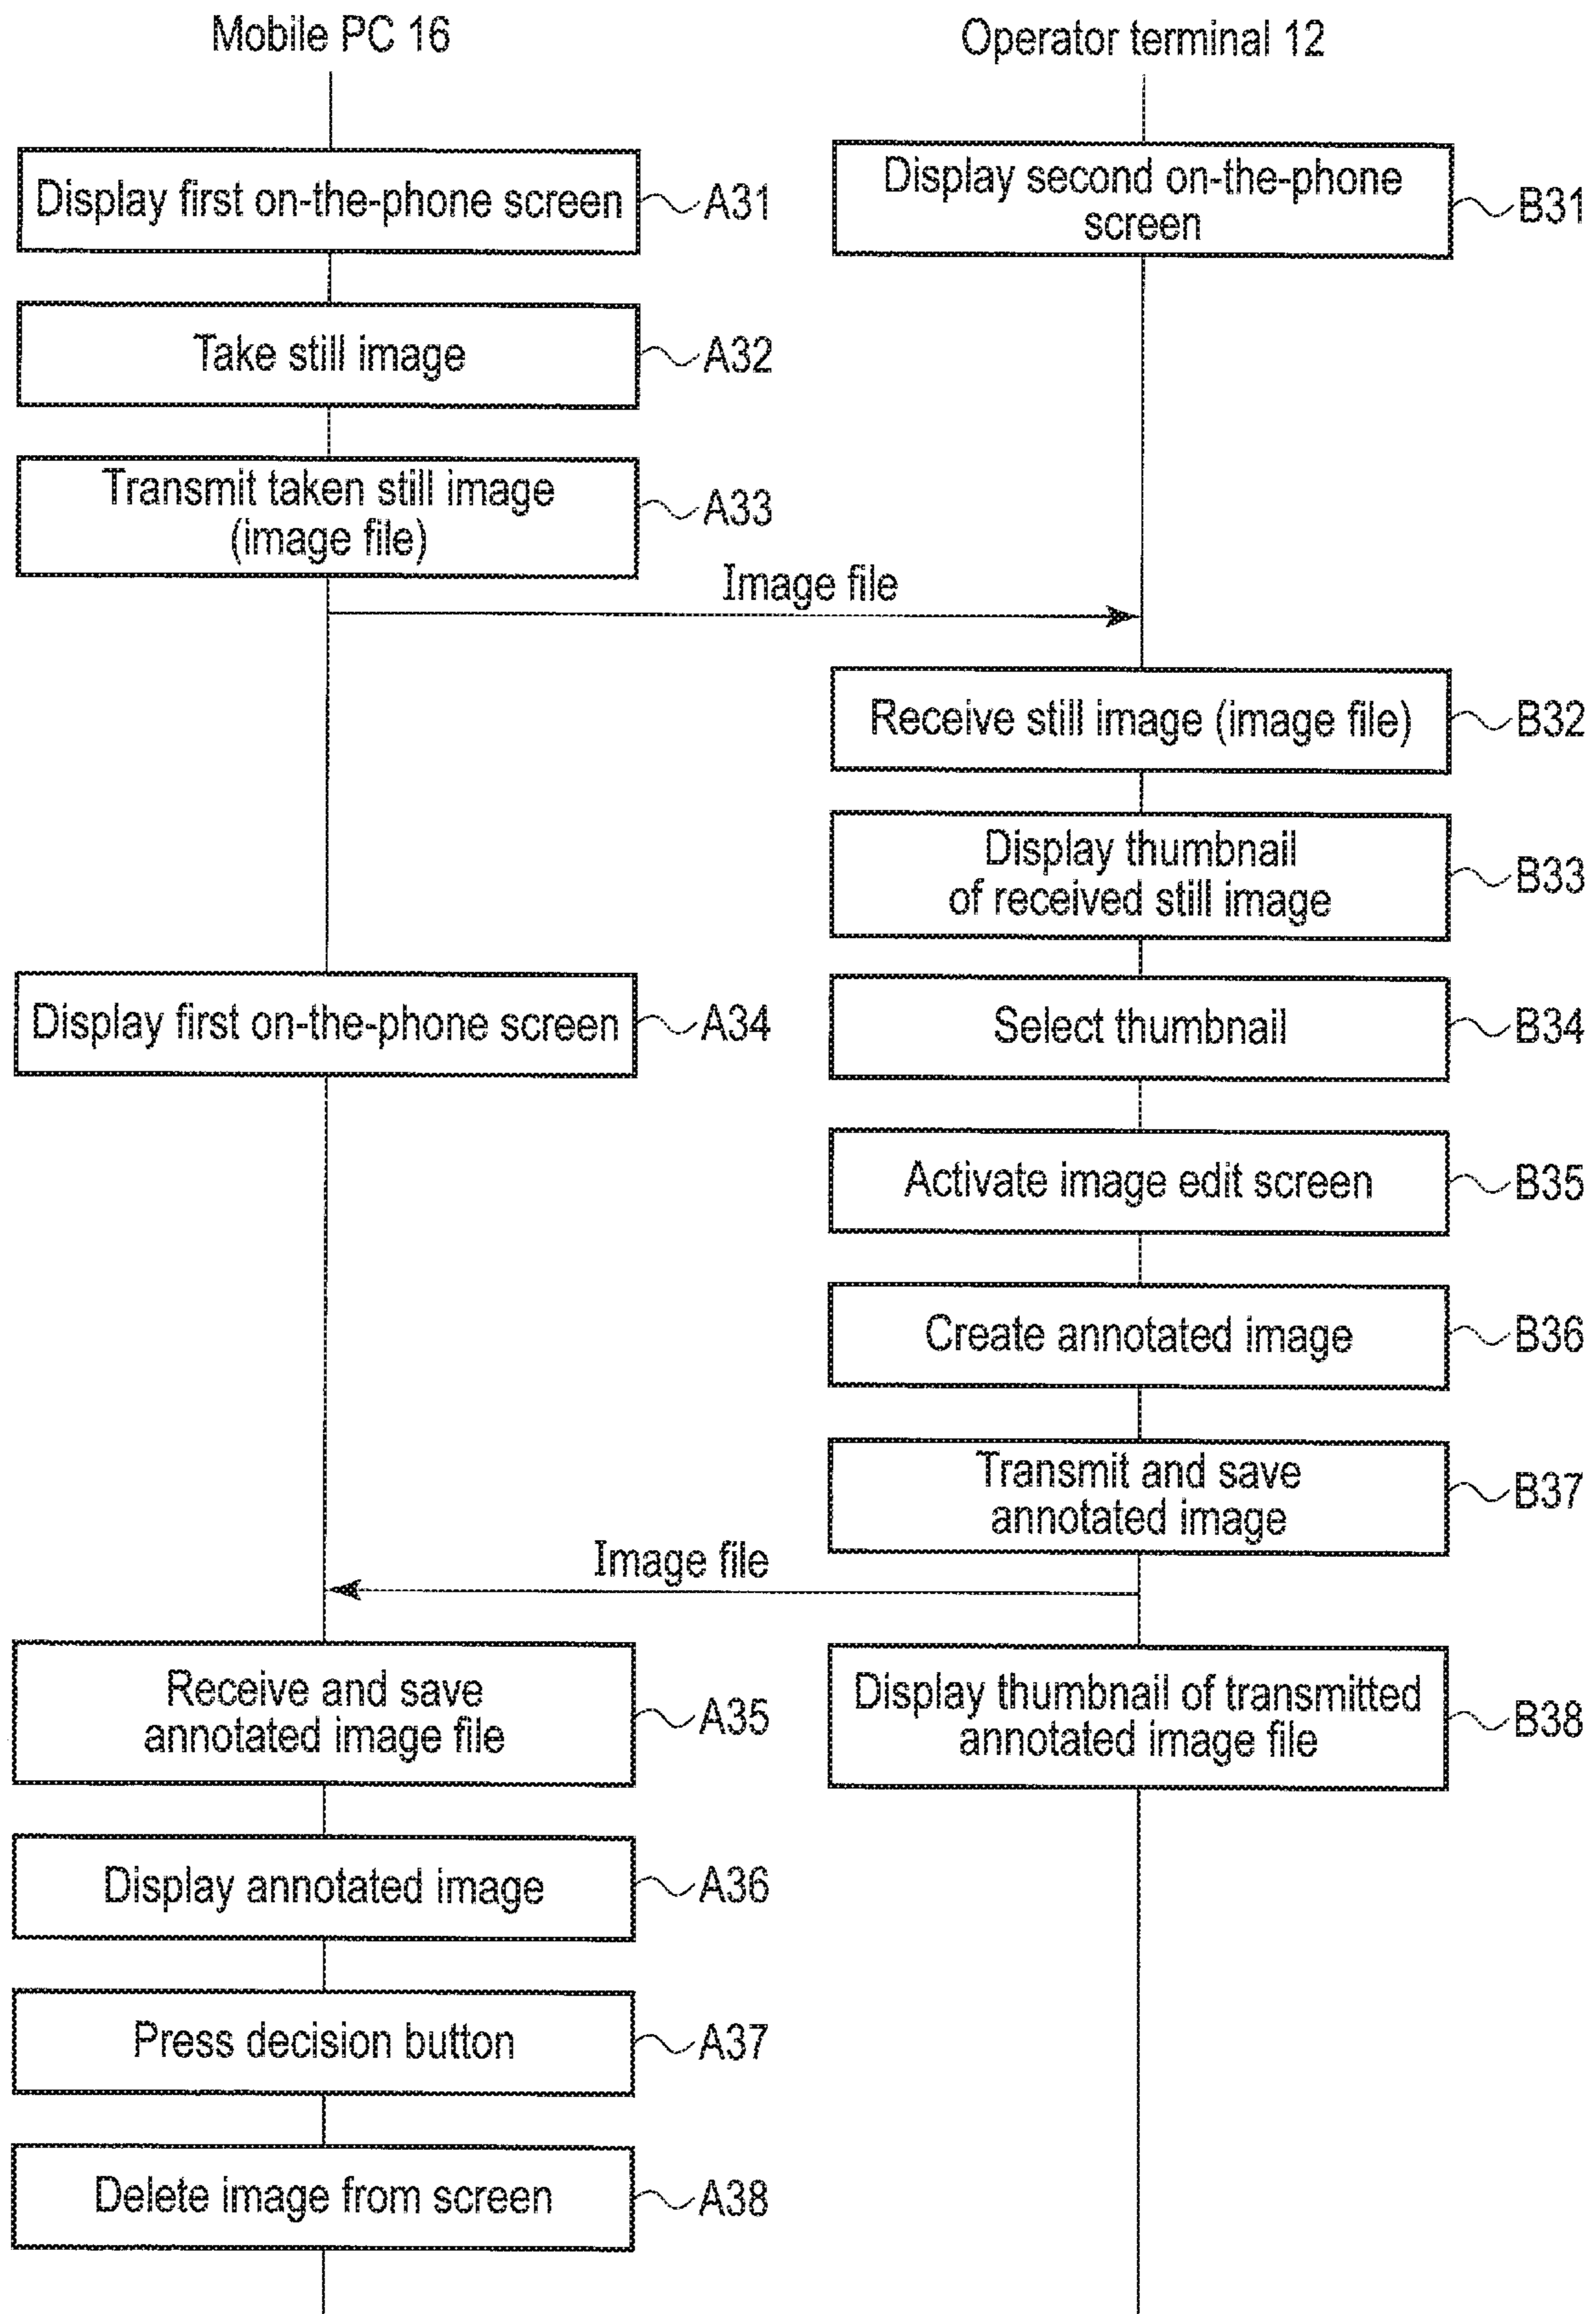 Mobile PC 16
Operator terminal 12
Display first on-the-phone screen
A31
Display second on-the-phone
screen
B31
Take still image
A32
Transmit taken still image
(image file)
A33
Image file
Receive still image (image file)
B32
Display thumbnail
of received still image
B33
Display first on-the-phone screen
A34
Select thumbnail
B34
Activate image edit screen
B35
Create annotated image
B36
Transmit and save
annotated image
B37
Image file
Receive and save
annotated image file
A35
Display thumbnail of transmitted
annotated image file
B38
Display annotated image
A36
Press decision button
A37
Delete image from screen
A38